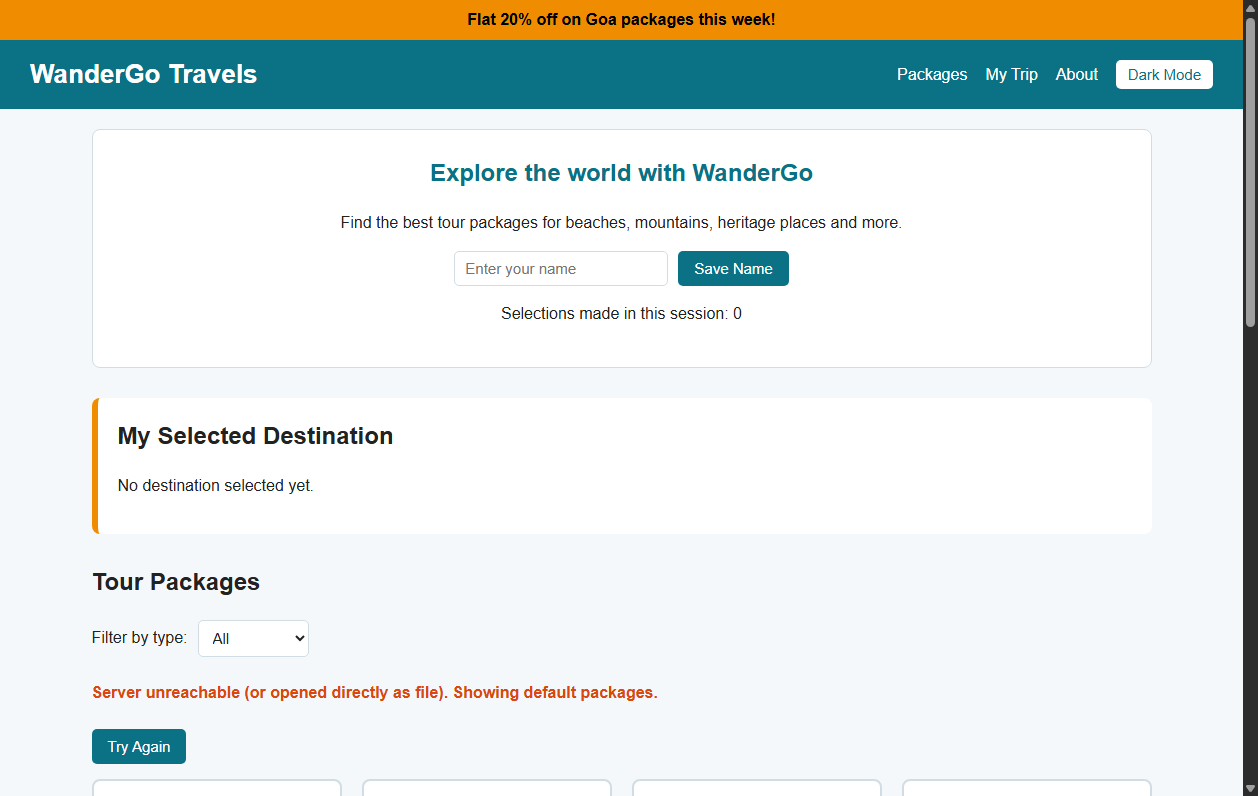 Flat 20% off on Goa packages this week!
WanderGo Travels
Packages My Trip About Dark Mode
Explore the world with WanderGo
Find the best tour packages for beaches, mountains, heritage places and more.
Enter your name Save Name
Selections made in this session: 0
My Selected Destination
No destination selected yet.
Tour Packages
Filter by type: All
Server unreachable (or opened directly as file). Showing default packages.
Try Again